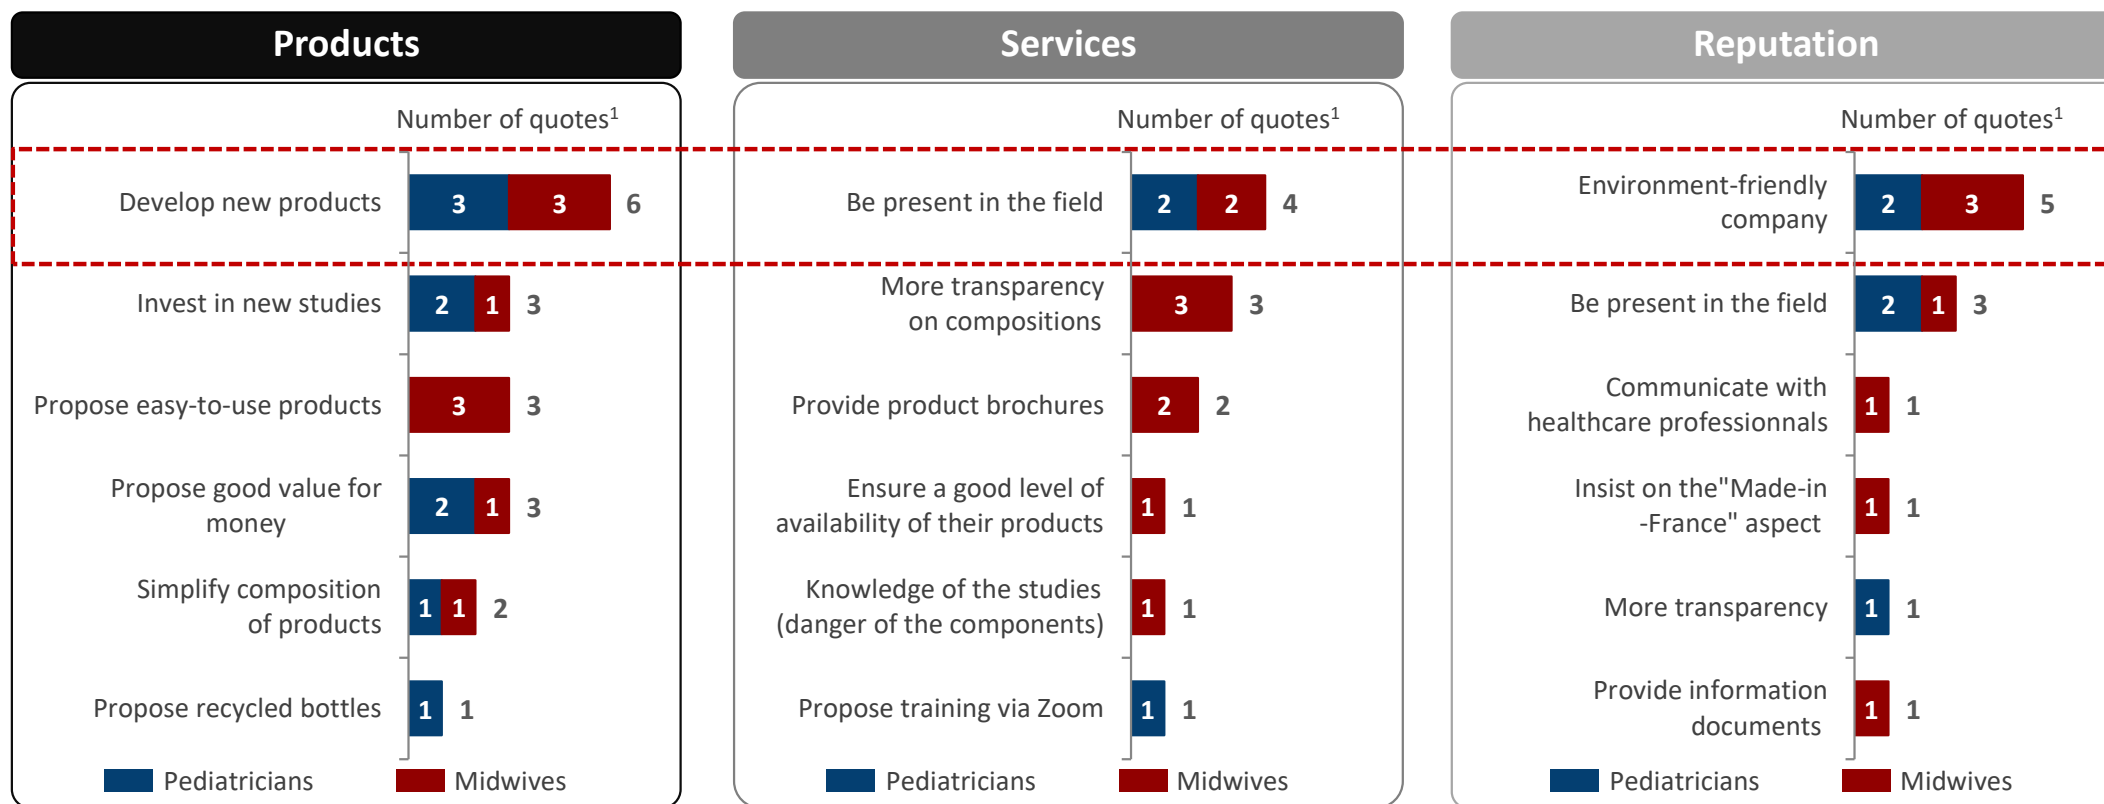 Products
Number of quotes1
Develop new products
3 3 6
Invest in new studies
2 1 3
Propose easy-to-use products
3 3
Propose good value for
money
2 1 3
Simplify composition
of products
1 1 2
Propose recycled bottles
1 1
Pediatricians Midwives
Services
Number of quotes1
Be present in the field
2 2 4
More transparency
on compositions
3 3
Provide product brochures
2 2
Ensure a good level of
availability of their products
1 1
Knowledge of the studies
(danger of the components)
1 1
Propose training via Zoom
1 1
Pediatricians Midwives
Reputation
Number of quotes1
Environment-friendly
company
2 3 5
Be present in the field
2 1 3
Communicate with
healthcare professionnals
1 1
Insist on the"Made-in
-France" aspect
1 1
More transparency
1 1
Provide information
documents
1 1
Pediatricians Midwives